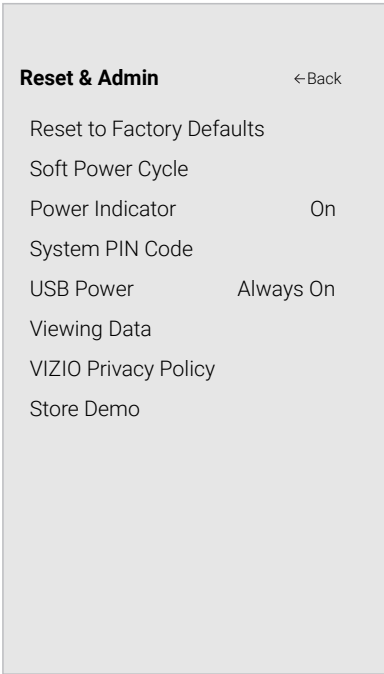 Reset & Admin ←Back
Reset to Factory Defaults
Soft Power Cycle
Power Indicator On
System PIN Code
USB Power Always On
Viewing Data
VIZIO Privacy Policy
Store Demo